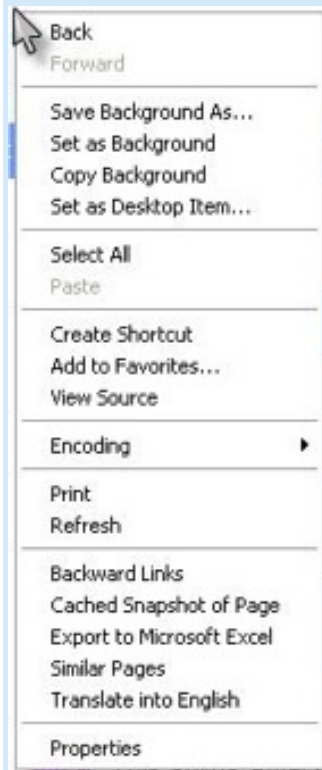 Back
Forward
Save Background As...
Set as Background
Copy Background
Set as Desktop Item...
Select All
Paste
Create Shortcut
Add to Favorites...
View Source
Encoding
Print
Refresh
Backward Links
Cached Snapshot of Page
Export to Microsoft Excel
Similar Pages
Translate into English
Properties